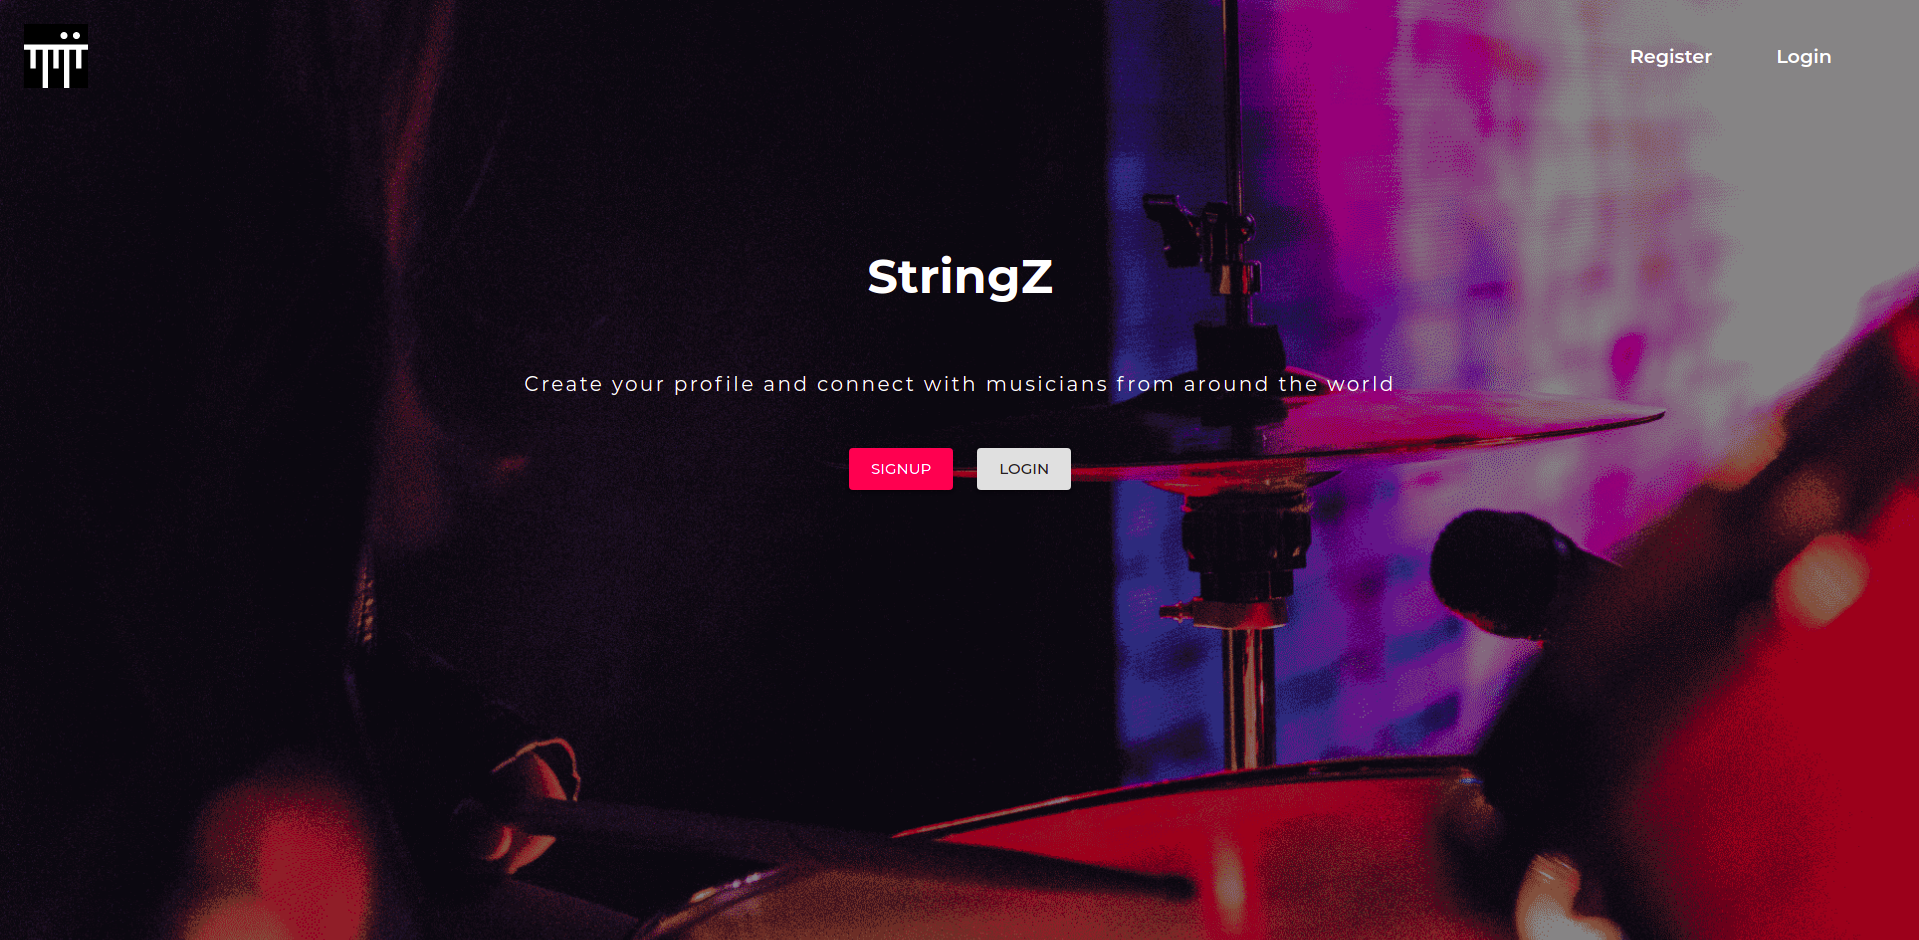 Register Login
StringZ
Create your profile and connect with musicians from around the world
SIGNUP LOGIN